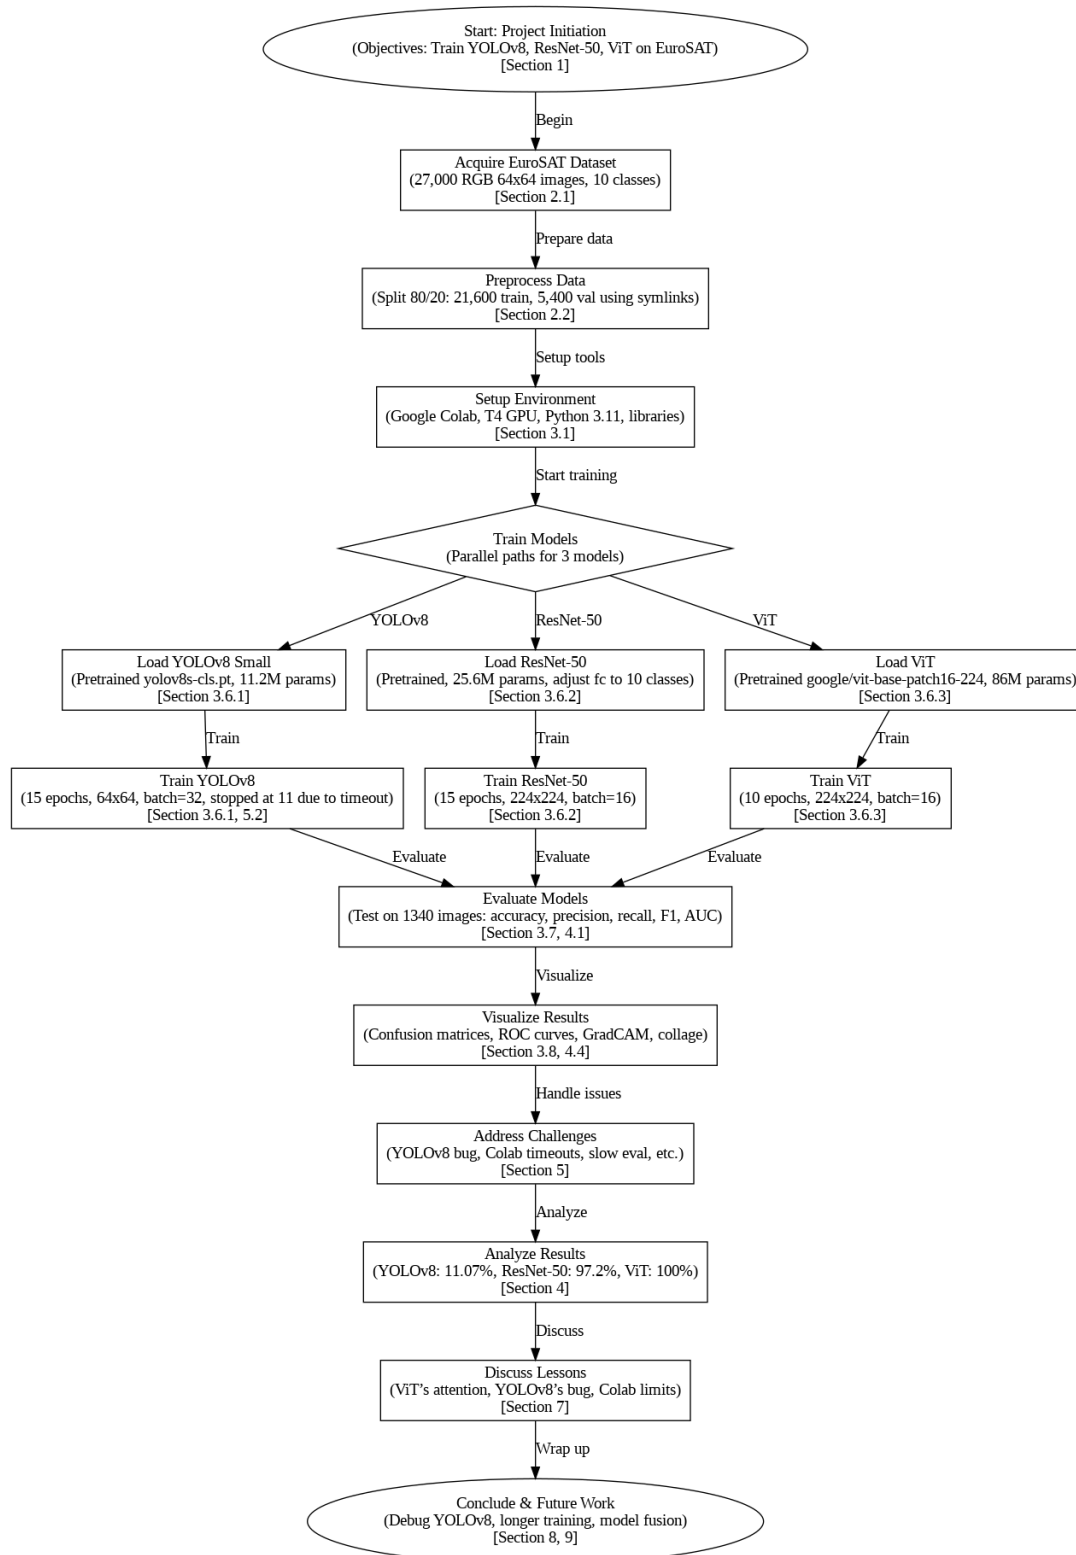 Start: Project Initiation
(Objectives: Train YOLOv8, ResNet-50, ViT on EuroSAT)
[Section 1]
Begin
Acquire EuroSAT Dataset
(27,000 RGB 64x64 images, 10 classes)
[Section 2.1]
Prepare data
Preprocess Data
(Split 80/20: 21,600 train, 5,400 val using symlinks)
[Section 2.2]
Setup tools
Setup Environment
(Google Colab, T4 GPU, Python 3.11, libraries)
[Section 3.1]
Start training
Train Models
(Parallel paths for 3 models)
YOLOv8
ResNet-50
ViT
Load YOLOv8 Small
(Pretrained yolov8s-cls.pt, 11.2M params)
[Section 3.6.1]
Load ResNet-50
(Pretrained, 25.6M params, adjust fc to 10 classes)
[Section 3.6.2]
Load ViT
(Pretrained google/vit-base-patch16-224, 86M params)
[Section 3.6.3]
Train
Train
Train
Train YOLOv8
(15 epochs, 64x64, batch=32, stopped at 11 due to timeout)
[Section 3.6.1, 5.2]
Train ResNet-50
(15 epochs, 224x224, batch=16)
[Section 3.6.2]
Train ViT
(10 epochs, 224x224, batch=16)
[Section 3.6.3]
Evaluate
Evaluate
Evaluate
Evaluate Models
(Test on 1340 images: accuracy, precision, recall, F1, AUC)
[Section 3.7, 4.1]
Visualize
Visualize Results
(Confusion matrices, ROC curves, GradCAM, collage)
[Section 3.8, 4.4]
Handle issues
Address Challenges
(YOLOv8 bug, Colab timeouts, slow eval, etc.)
[Section 5]
Analyze
Analyze Results
(YOLOv8: 11.07%, ResNet-50: 97.2%, ViT: 100%)
[Section 4]
Discuss
Discuss Lessons
(ViT’s attention, YOLOv8’s bug, Colab limits)
[Section 7]
Wrap up
Conclude & Future Work
(Debug YOLOv8, longer training, model fusion)
[Section 8, 9]